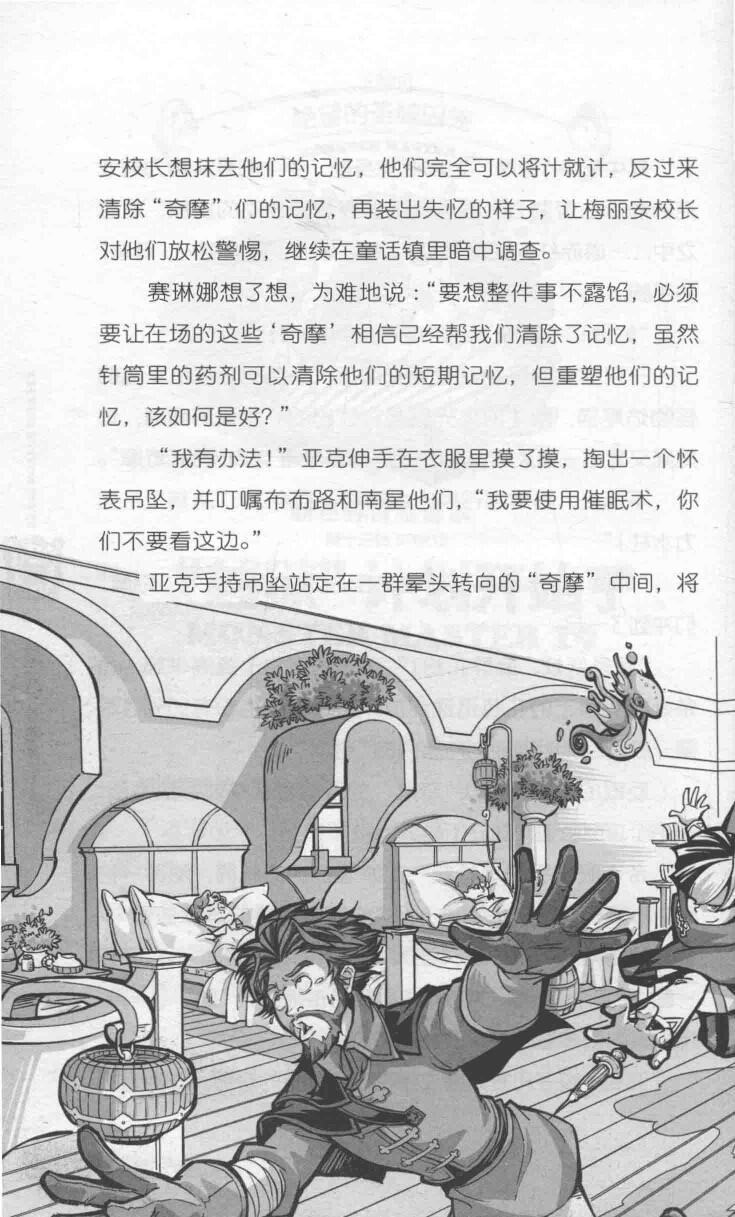 安校长想抹去他们的记忆，他们完全可以将计就计，反过来
清除“奇摩”们的记忆，再装出失忆的样子，让梅丽安校长
对他们放松警惕，继续在童话镇里暗中调查。
赛琳娜想了想，为难地说：“要想整件事不露馅，必须
要让在场的这些‘奇摩’相信已经帮我们清除了记忆，虽然
针筒里的药剂可以清除他们的短期记忆，但重塑他们的记
忆，该如何是好？”
“我有办法！”亚克伸手在衣服里摸了摸，掏出一个怀
表吊坠，并叮嘱布布路和南星他们，“我要使用催眠术，你
们不要看这边。”
亚克手持吊坠站定在一群晕头转向的“奇摩”中间，将